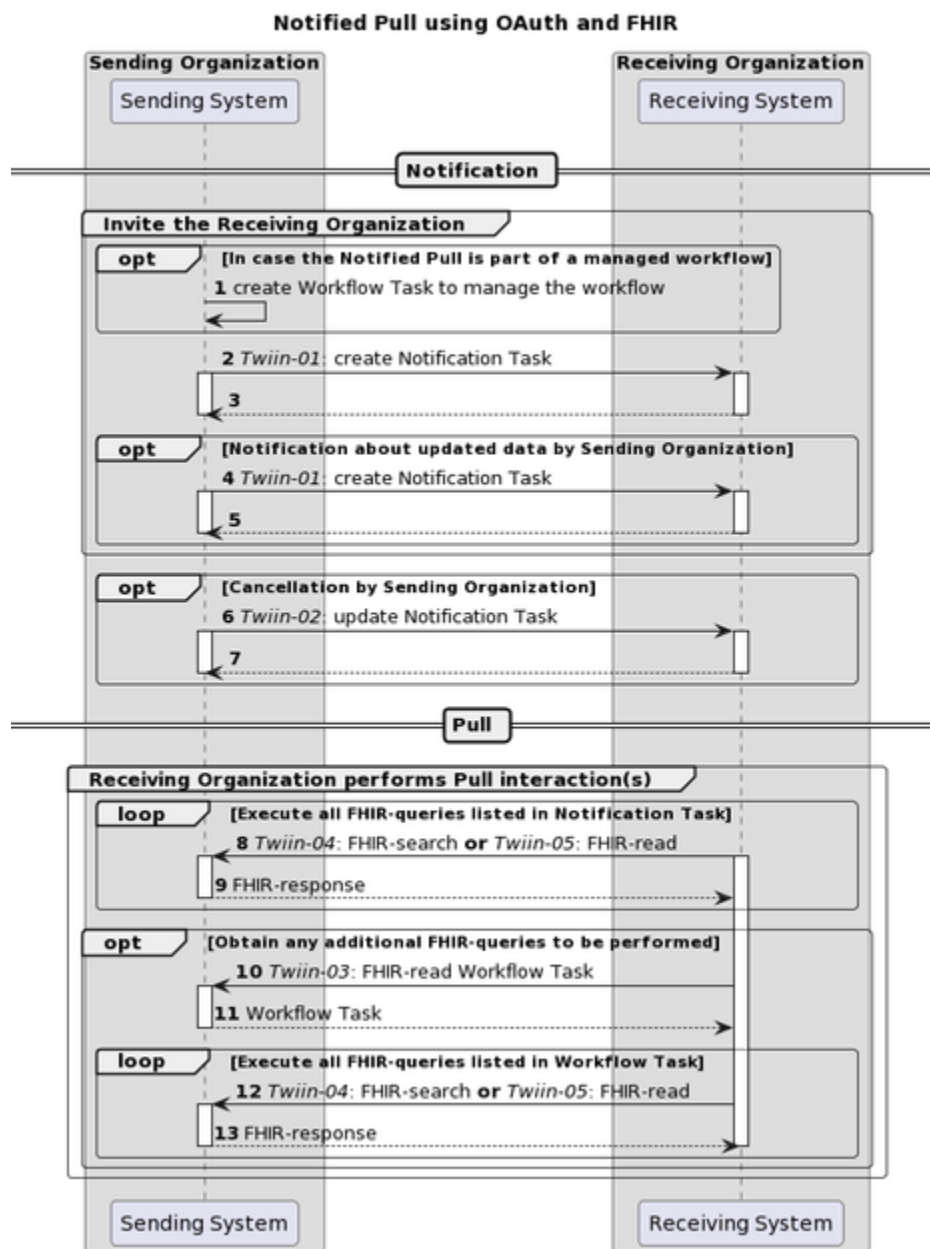 Notified Pull using OAuth and FHIR
Sending Organization
Receiving Organization
Sending System
Receiving System
Notification
Invite the Receiving Organization
opt [In case the Notified Pull is part of a managed workflow]
1 create Workflow Task to manage the workflow
2 Twiin-01: create Notification Task
3
opt [Notification about updated data by Sending Organization]
4 Twiin-01: create Notification Task
5
opt [Cancellation by Sending Organization]
6 Twiin-02: update Notification Task
7
Pull
Receiving Organization performs Pull interaction(s)
loop [Execute all FHIR-queries listed in Notification Task]
8 Twiin-04: FHIR-search or Twiin-05: FHIR-read
9 FHIR-response
opt [Obtain any additional FHIR-queries to be performed]
10 Twiin-03: FHIR-read Workflow Task
11 Workflow Task
loop [Execute all FHIR-queries listed in Workflow Task]
12 Twiin-04: FHIR-search or Twiin-05: FHIR-read
13 FHIR-response
Sending System
Receiving System